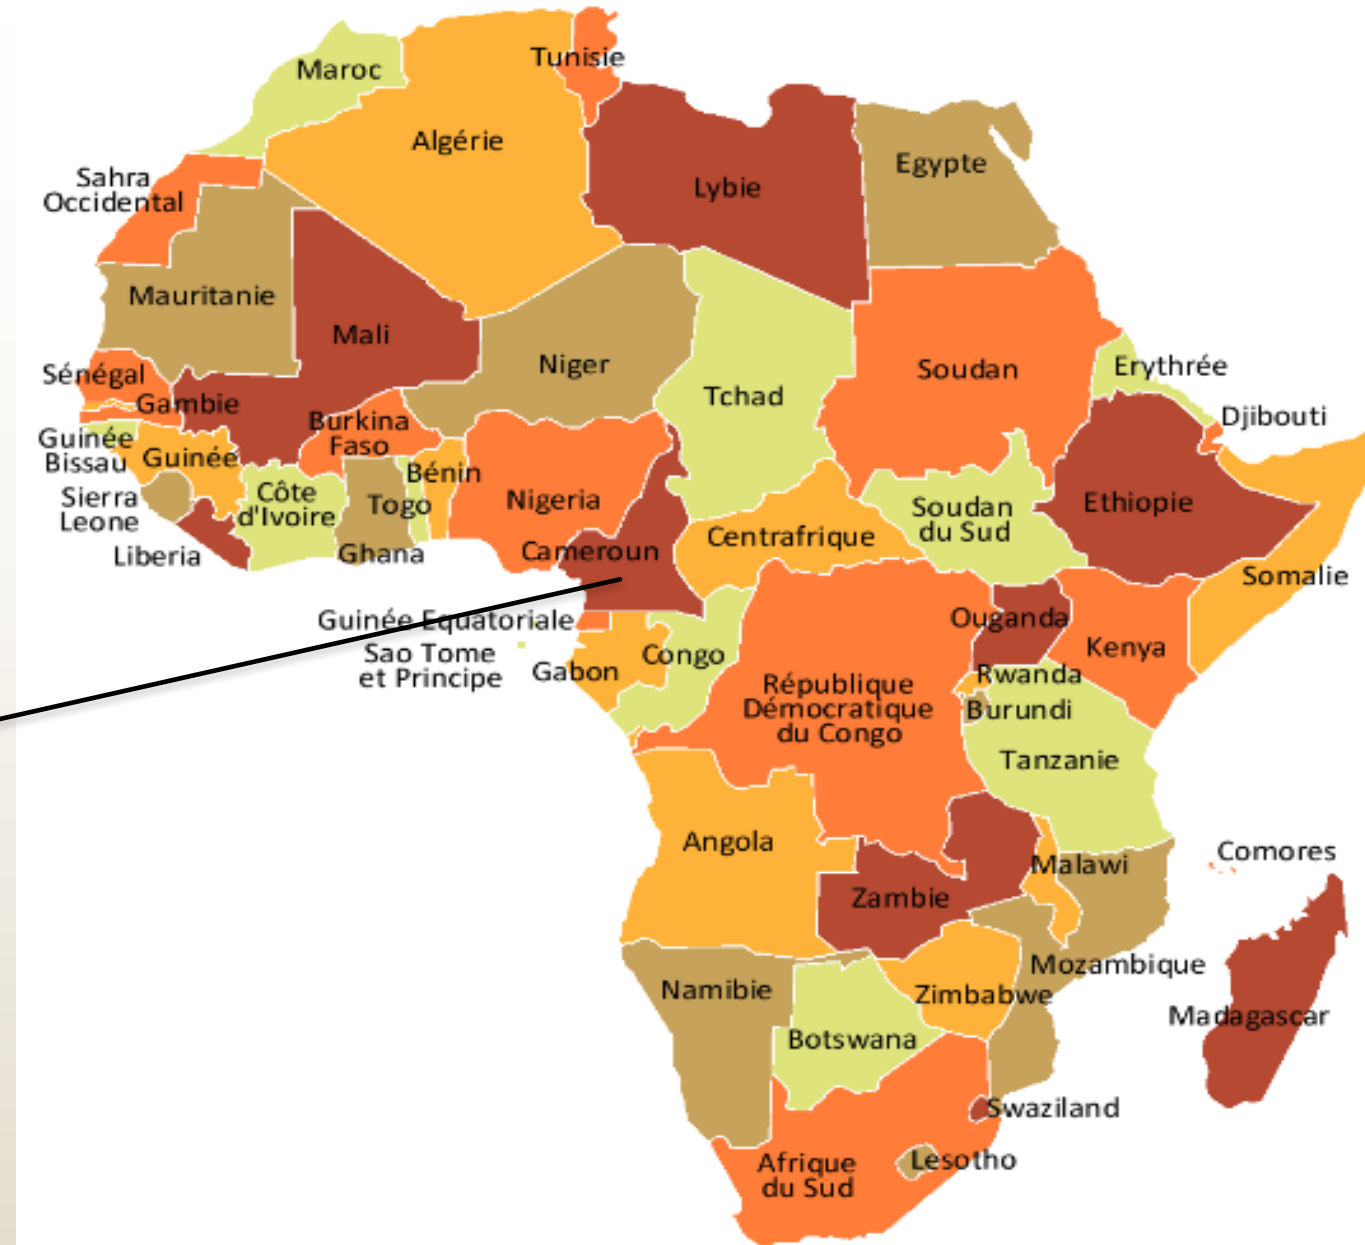 Tunisie
Maroc
Algérie
Egypte
Lybie
Sahra
Occidental
Mauritanie
Mali
Niger
Tchad
Soudan
Erythrée
Sénégal
Gambie
Djibouti
Burkina
Faso
Guinée
Bissau
Guinée
Bénin
Sierra
Leone
Côte
d'Ivoire
Togo
Nigeria
Ethiopie
Soudan
du Sud
Centrafrique
Liberia
Ghana
Cameroun
Somalie
Guinée Equatoriale
Ouganda
Kenya
Sao Tome
et Principe
Gabon
Congo
Rwanda
République
Démocratique
du Congo
Burundi
Tanzanie
Angola
Comores
Malawi
Zambie
Mozambique
Namibie
Zimbabwe
Madagascar
Botswana
Swaziland
Afrique
du Sud
Lesotho